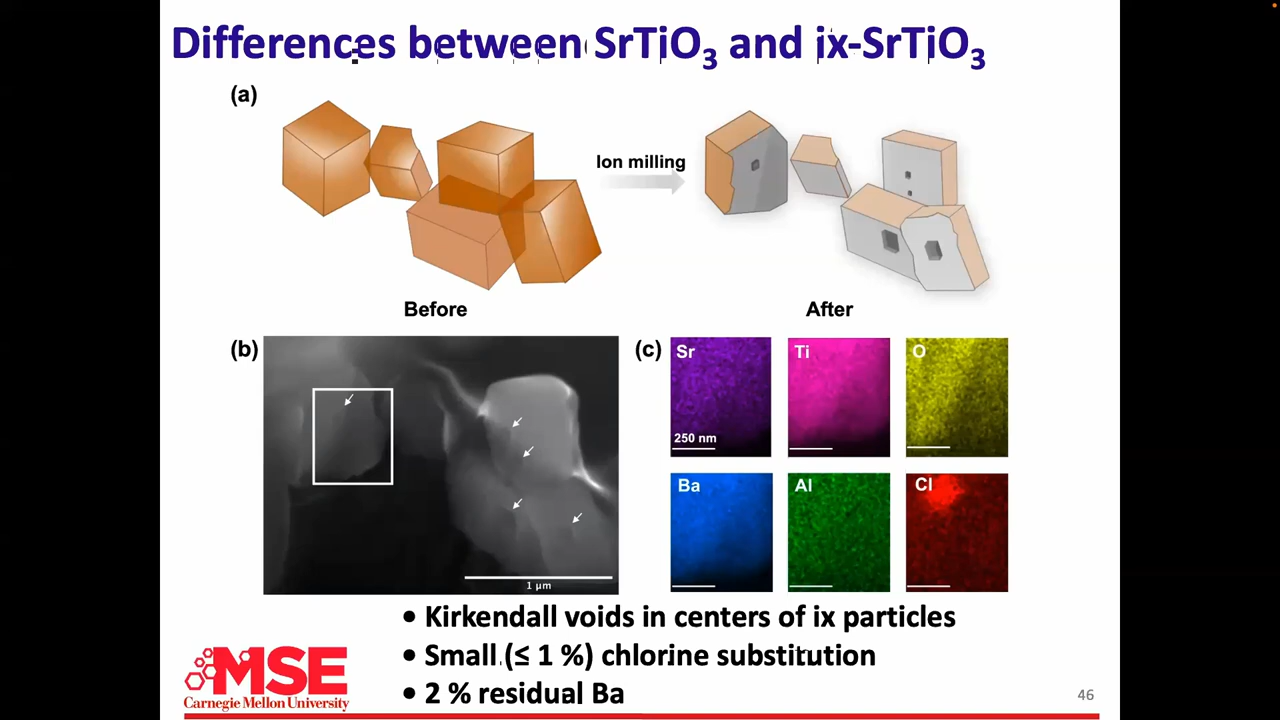 Differences between SrTiO₃ and ix-SrTiO₃
(a)
Ion milling
Before
After
(b)
1 µm
(c)
Sr
250 nm
Ti
O
Ba
Al
Cl
• Kirkendall voids in centers of ix particles
• Small (≤ 1 %) chlorine substitution
• 2 % residual Ba
MSE
Carnegie Mellon University
46